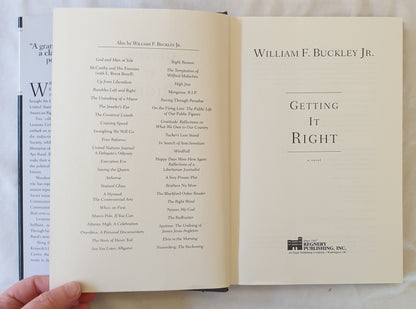 "A gran
a cla
po
W
Also by WILLIAM F. BUCKLEY JR.
God and Man at Yale
McCarthy and His Enemies
(with L. Brent Bozell)
Up from Liberalism
Rumbles Left and Right
The Unmaking of a Mayor
The Jeweler's Eye
The Governor Listeth
Cruising Speed
Inveighing We Will Go
Four Reforms
United Nations Journal:
A Delegate's Odyssey
Execution Eve
Saving the Queen
Airborne
Stained Glass
A Hymnal:
The Controversial Arts
Who's on First
Marco Polo, If You Can
Atlantic High: A Celebration
Overdrive: A Personal Documentary
The Story of Henri Tod
See You Later, Alligator
Right Reason
The Temptation of
Wilfred Malachey
High Jinx
Mongoose, R.I.P.
Racing Through Paradise
On the Firing Line: The Public Life
of Our Public Figures
Gratitude: Reflections on
What We Owe to Our Country
Tucker's Last Stand
In Search of Anti-Semitism
WindFall
Happy Days Were Here Again:
Reflections of a
Libertarian Journalist
A Very Private Plot
Brothers No More
The Blackford Oakes Reader
The Right Word
Nearer, My God
The Redhunter
Spytime: The Undoing of
James Jesus Angleton
Elvis in the Morning
Nuremberg: The Reckoning
WILLIAM F. BUCKLEY JR.
GETTING
IT
RIGHT
a novel
REGNERY
PUBLISHING, INC.
An Eagle Publishing Company • Washington, DC